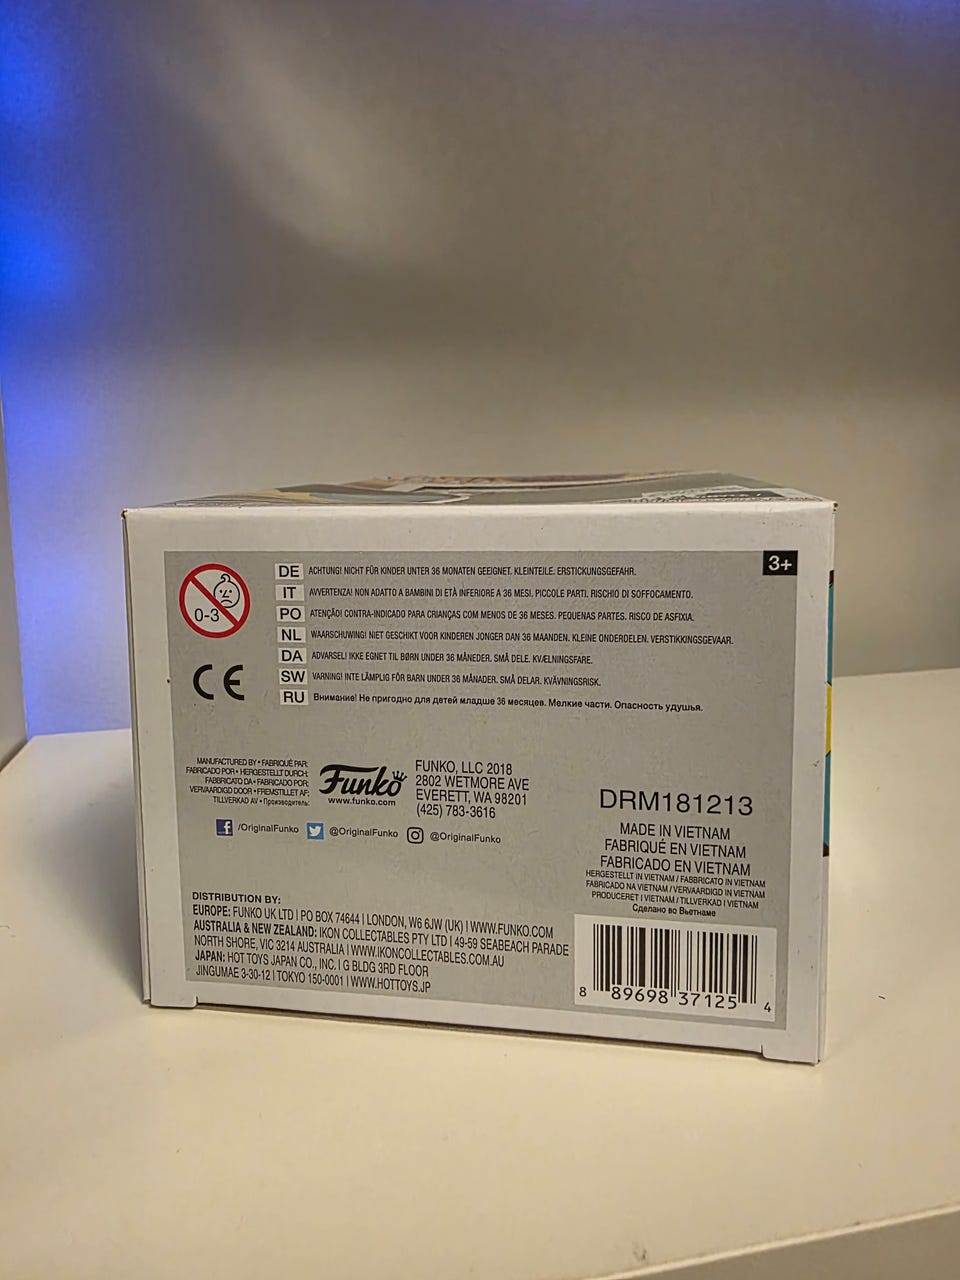 3+
0-3
DE ACHTUNG! NICHT FÜR KINDER UNTER 36 MONATEN GEEIGNET. KLEINTEILE. ERSTICKUNGSGEFAHR.
IT AVVERTENZA! NON ADATTO A BAMBINI DI ETÀ INFERIORE A 36 MESI. PICCOLE PARTI. RISCHIO DI SOFFOCAMENTO.
PO ATENÇÃO! CONTRA-INDICADO PARA CRIANÇAS COM MENOS DE 36 MESES. PEQUENAS PARTES. RISCO DE ASFIXIA.
NL WAARSCHUWING! NIET GESCHIKT VOOR KINDEREN JONGER DAN 36 MAANDEN. KLEINE ONDERDELEN. VERSTIKKINGSGEVAAR.
DA ADVARSEL! IKKE EGNET TIL BØRN UNDER 36 MÅNEDER. SMÅ DELE. KVÆLNINGSFARE.
SW VARNING! INTE LÄMPLIG FÖR BARN UNDER 36 MÅNADER. SMÅ DELAR. KVÄVNINGSRISK.
RU Внимание! Не пригодно для детей младше 36 месяцев. Мелкие части. Опасность удушья.
CE
MANUFACTURED BY • FABRIQUÉ PAR:
FABRICADO POR • HERGESTELLT DURCH:
FABBRICATO DA • FABRICADO POR:
VERVAARDIGD DOOR • FREMSTILLET AF:
TILLVERKAD AV • Производитель:
Funko
www.funko.com
FUNKO, LLC 2018
2802 WETMORE AVE
EVERETT, WA 98201
(425) 783-3616
/OriginalFunko @OriginalFunko @OriginalFunko
DRM181213
MADE IN VIETNAM
FABRIQUÉ EN VIETNAM
FABRICADO EN VIETNAM
HERGESTELLT IN VIETNAM / FABBRICATO IN VIETNAM
FABRICADO NA VIETNAM / VERVAARDIGD IN VIETNAM
PRODUCERET I VIETNAM / TILLVERKAD I VIETNAM
Сделано во Вьетнаме
DISTRIBUTION BY:
EUROPE: FUNKO UK LTD | PO BOX 74644 | LONDON, W6 6JW (UK) | WWW.FUNKO.COM
AUSTRALIA & NEW ZEALAND: IKON COLLECTABLES PTY LTD | 49-59 SEABEACH PARADE
NORTH SHORE, VIC 3214 AUSTRALIA | WWW.IKONCOLLECTABLES.COM.AU
JAPAN: HOT TOYS JAPAN CO., INC. | G BLDG 3RD FLOOR
JINGUMAE 3-30-12 | TOKYO 150-0001 | WWW.HOTTOYS.JP
8 89698 37125 4